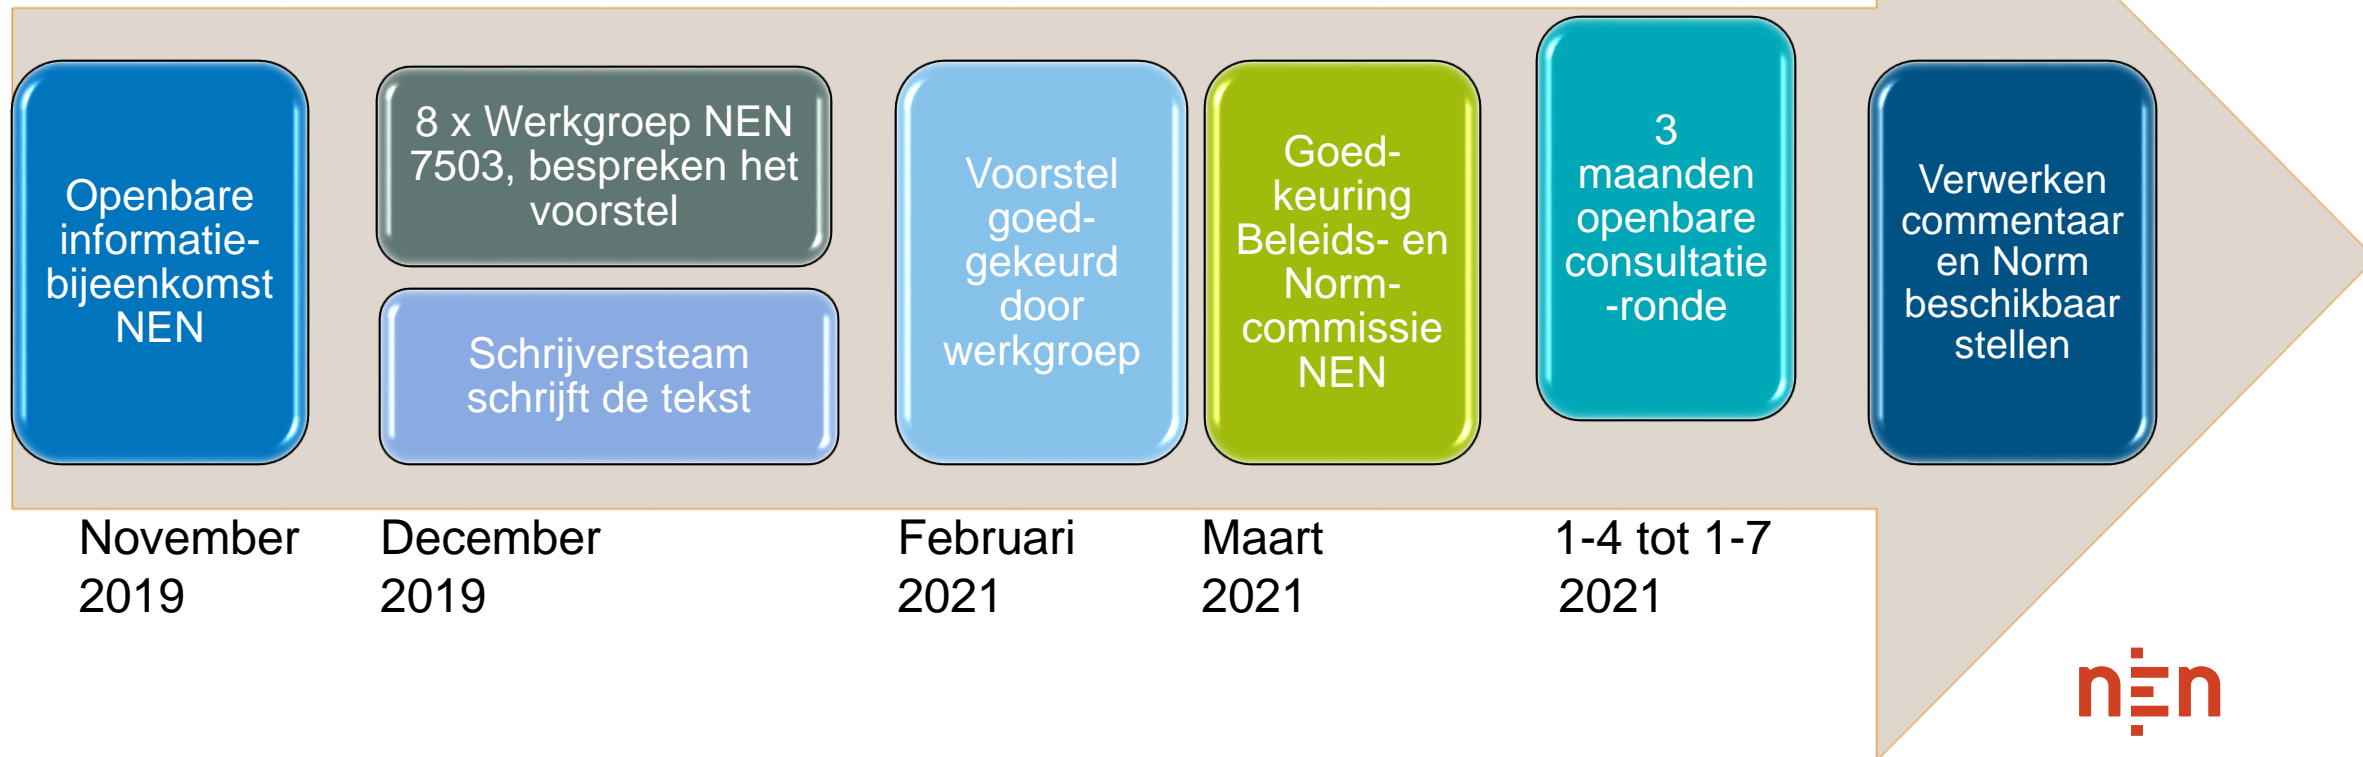 Openbare
informatie-
bijeenkomst
NEN
8 x Werkgroep NEN
7503, bespreken het
voorstel
Schrijversteam
schrijft de tekst
Voorstel
goed-
gekeurd
door
werkgroep
Goed-
keuring
Beleids- en
Norm-
commissie
NEN
3
maanden
openbare
consultatie
-ronde
Verwerken
commentaar
en Norm
beschikbaar
stellen
November
2019
December
2019
Februari
2021
Maart
2021
1-4 tot 1-7
2021
nen